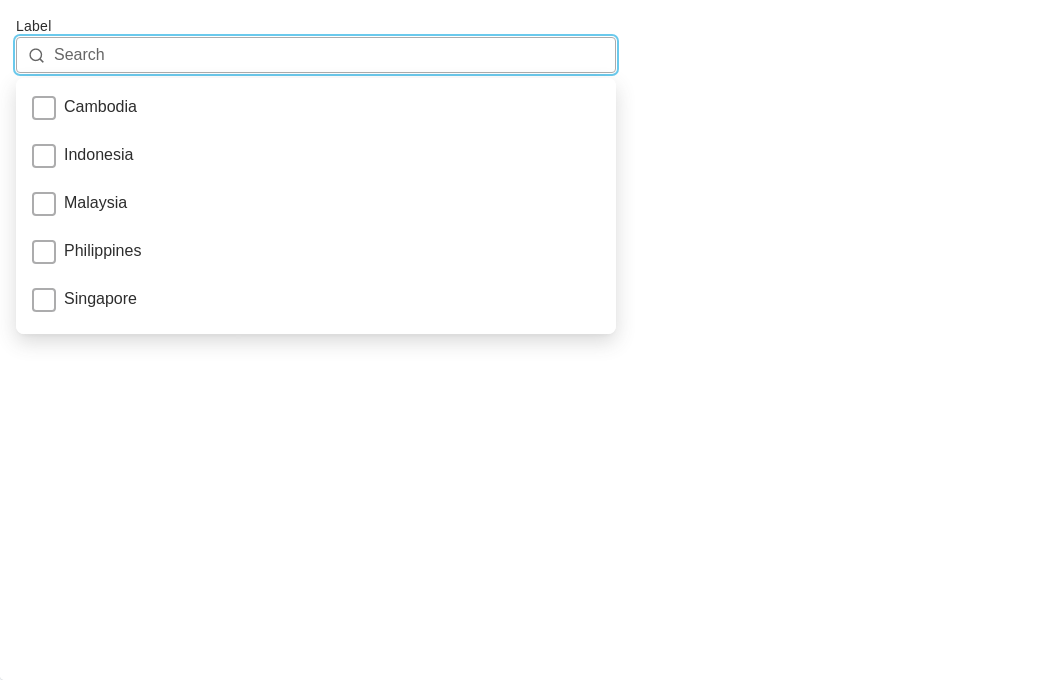 Label
Search
Cambodia
Indonesia
Malaysia
Philippines
Singapore